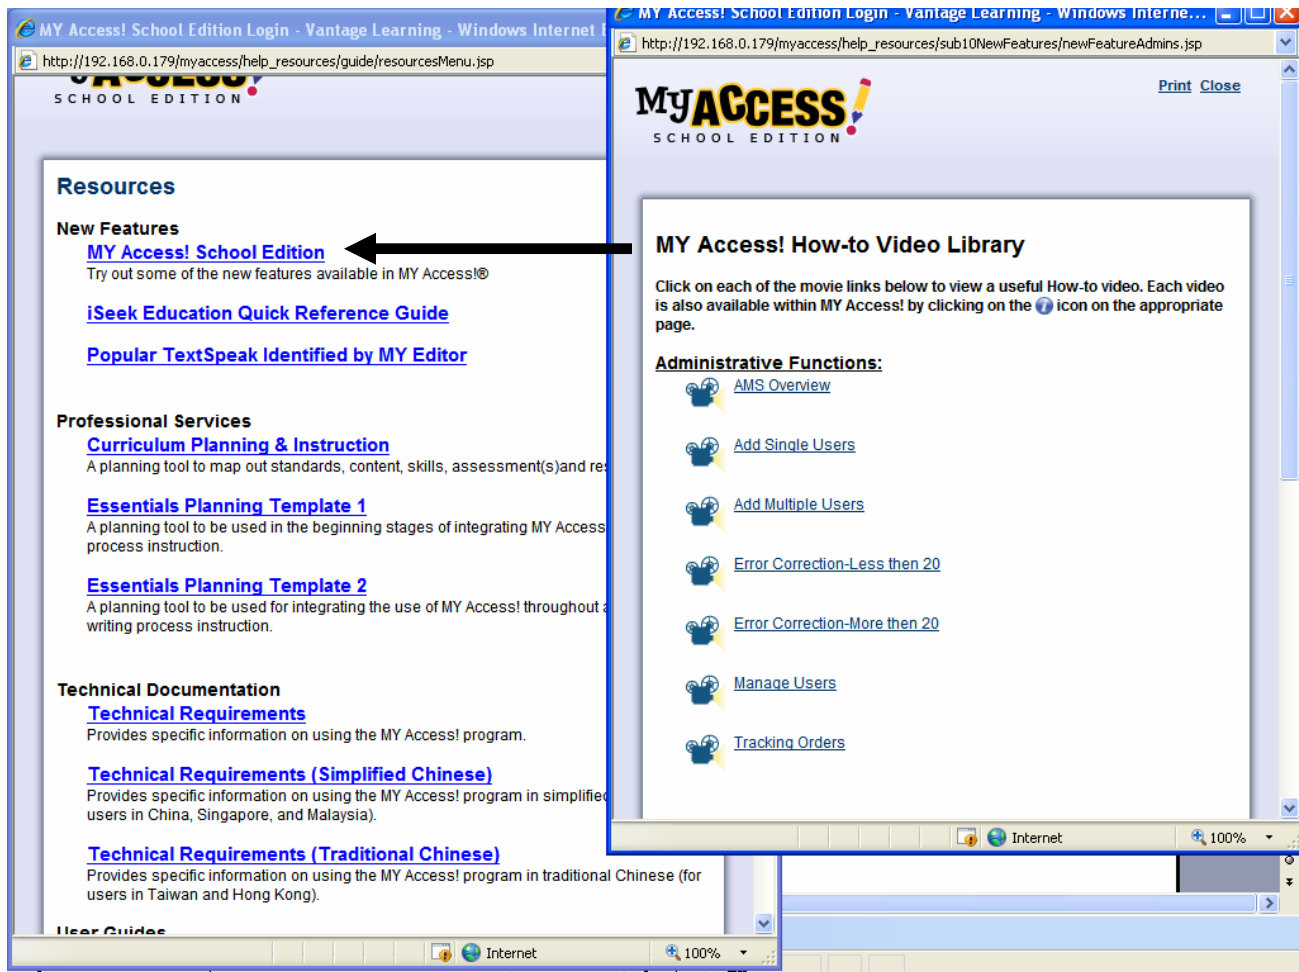 MY Access! School Edition Login - Vantage Learning - Windows Internet
http://192.168.0.179/myaccess/help_resources/guide/resourcesMenu.jsp
SCHOOL EDITION
Resources
New Features
MY Access! School Edition
Try out some of the new features available in MY Access!®
iSeek Education Quick Reference Guide
Popular TextSpeak Identified by MY Editor
Professional Services
Curriculum Planning & Instruction
A planning tool to map out standards, content, skills, assessment(s)and re
Essentials Planning Template 1
A planning tool to be used in the beginning stages of integrating MY Access
process instruction.
Essentials Planning Template 2
A planning tool to be used for integrating the use of MY Access! throughout a
writing process instruction.
Technical Documentation
Technical Requirements
Provides specific information on using the MY Access! program.
Technical Requirements (Simplified Chinese)
Provides specific information on using the MY Access! program in simplified
users in China, Singapore, and Malaysia).
Technical Requirements (Traditional Chinese)
Provides specific information on using the MY Access! program in traditional Chinese (for
users in Taiwan and Hong Kong).
User Guides
Internet
100%
MY Access! School Edition Login - Vantage Learning - Windows Interne...
http://192.168.0.179/myaccess/help_resources/sub10NewFeatures/newFeatureAdmins.jsp
Print Close
MY ACCESS!
SCHOOL EDITION
MY Access! How-to Video Library
Click on each of the movie links below to view a useful How-to video. Each video
is also available within MY Access! by clicking on the icon on the appropriate
page.
Administrative Functions:
AMS Overview
Add Single Users
Add Multiple Users
Error Correction-Less then 20
Error Correction-More then 20
Manage Users
Tracking Orders
Internet
100%